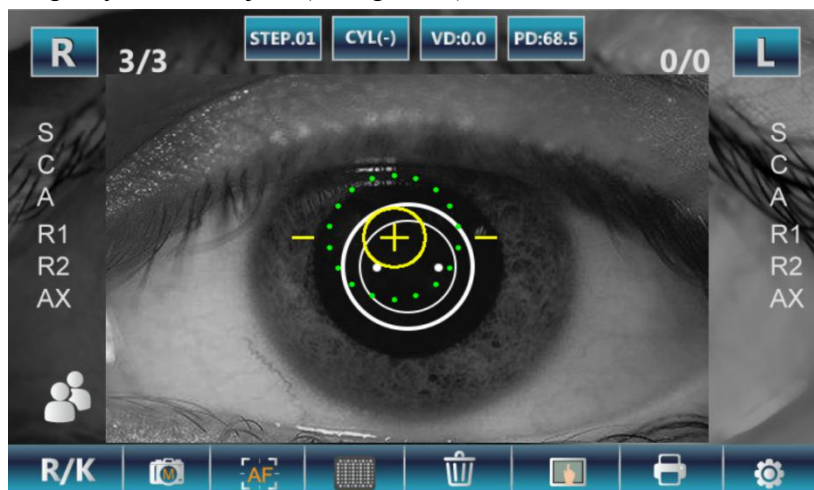 R 3/3 STEP.01 CYL(-) VD:0.0 PD:68.5 0/0 L
S S
C C
A A
R1 R1
R2 R2
AX AX
R/K M AF